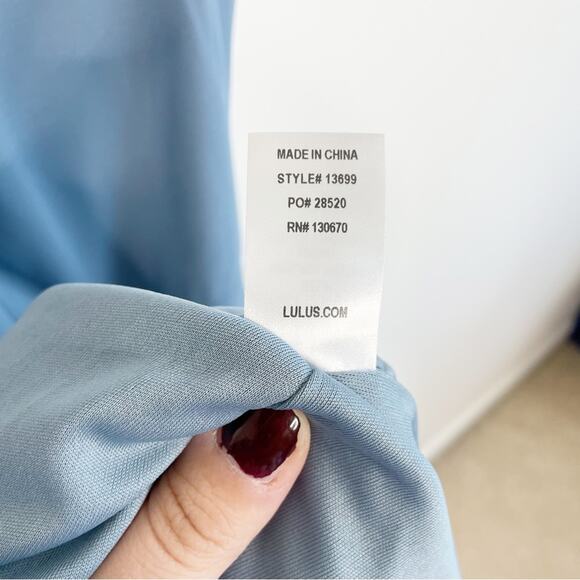 MADE IN CHINA
STYLE# 13699
PO# 28520
RN# 130670
LULUS.COM